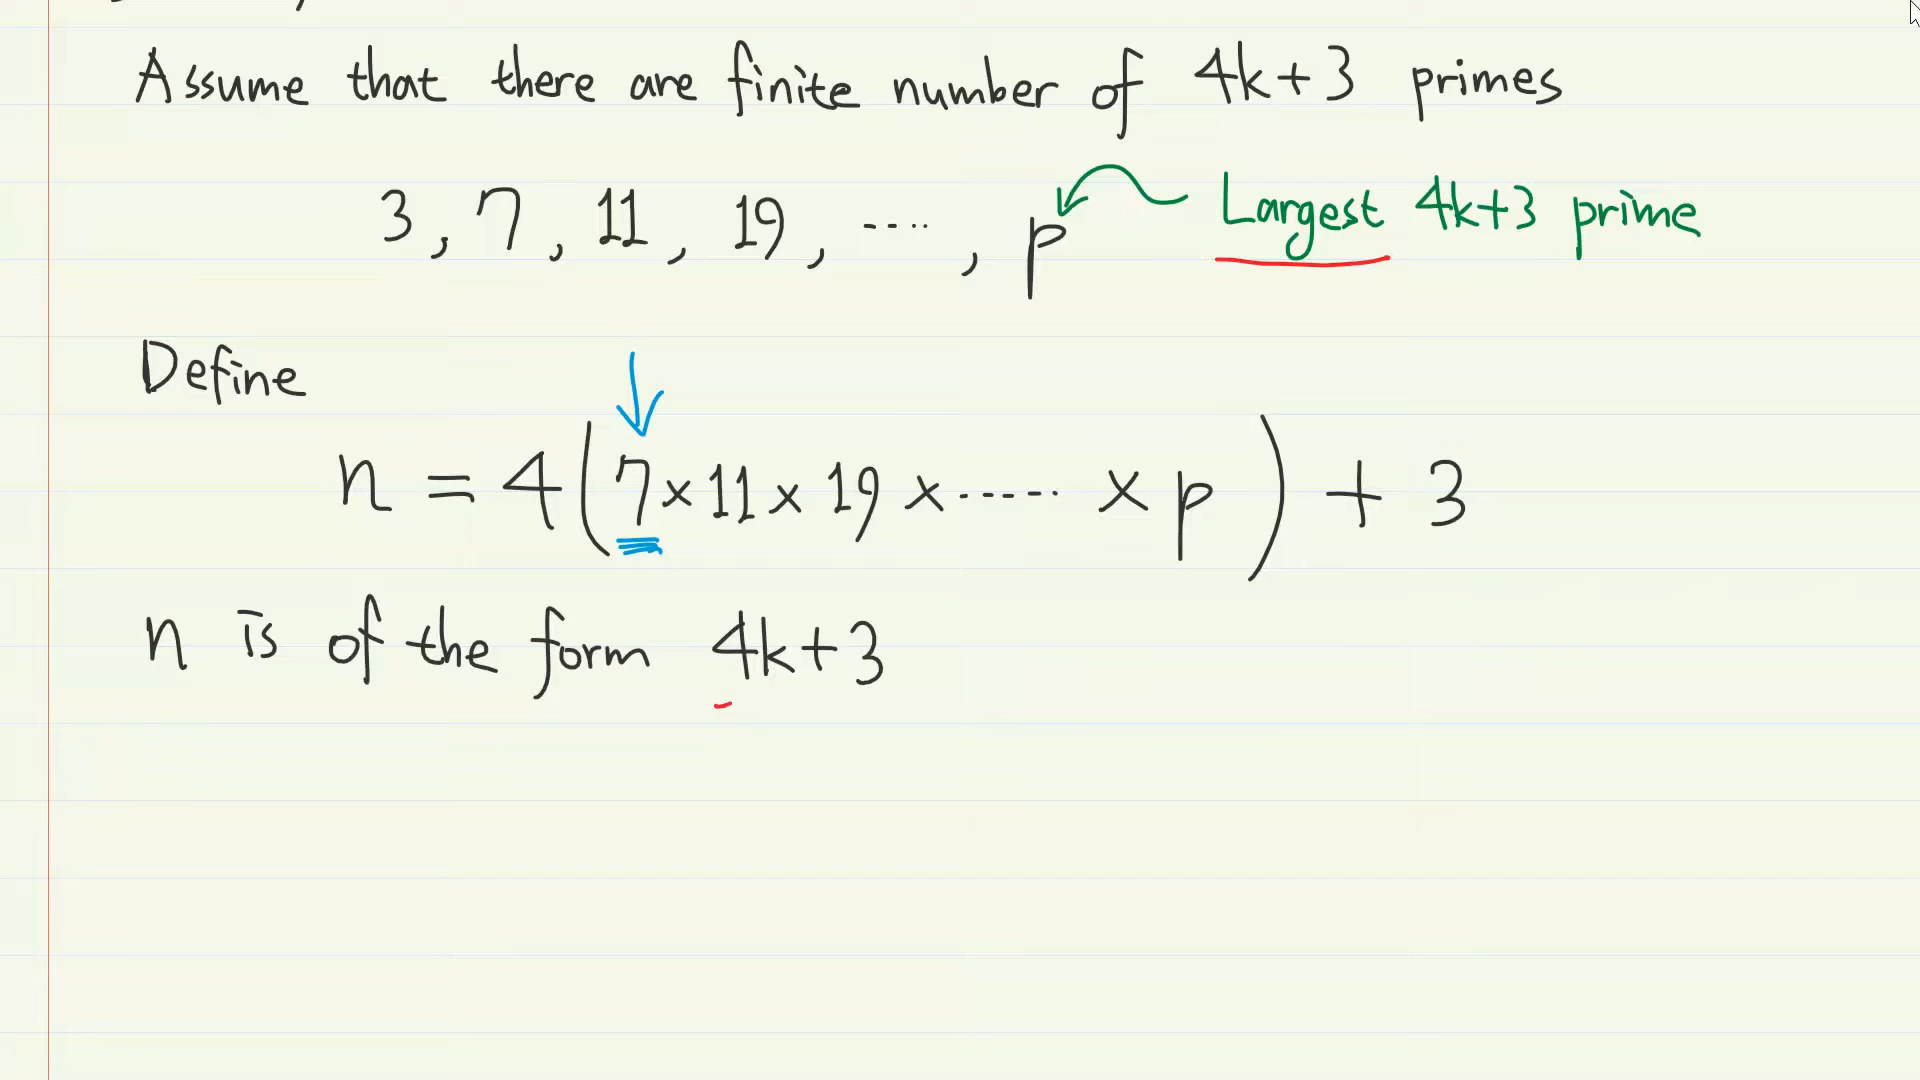 Assume that there are finite number of 4k+3 primes
3, 7, 11, 19, ...., p Largest 4k+3 prime
Define
n = 4(7×11×19×.....×p) + 3
n is of the form 4k+3